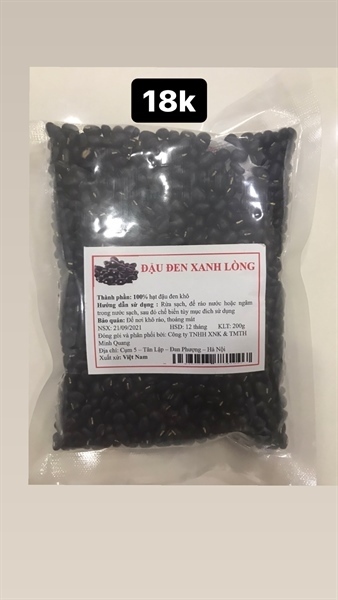 18k
ĐẬU ĐEN XANH LÒNG
Thành phần: 100% hạt đậu đen khô
Hướng dẫn sử dụng : Rửa sạch, để ráo nước hoặc ngâm
trong nước sạch, sau đó chế biến tùy mục đích sử dụng
Bảo quản: Để nơi khô ráo, thoáng mát
NSX: 21/09/2021 HSD: 12 tháng KLT: 200g
Đóng gói và phân phối bởi: Công ty TNHH XNK & TMTH
Minh Quang
Địa chỉ: Cụm 5 – Tân Lập – Đan Phượng – Hà Nội
Xuất xứ: Việt Nam